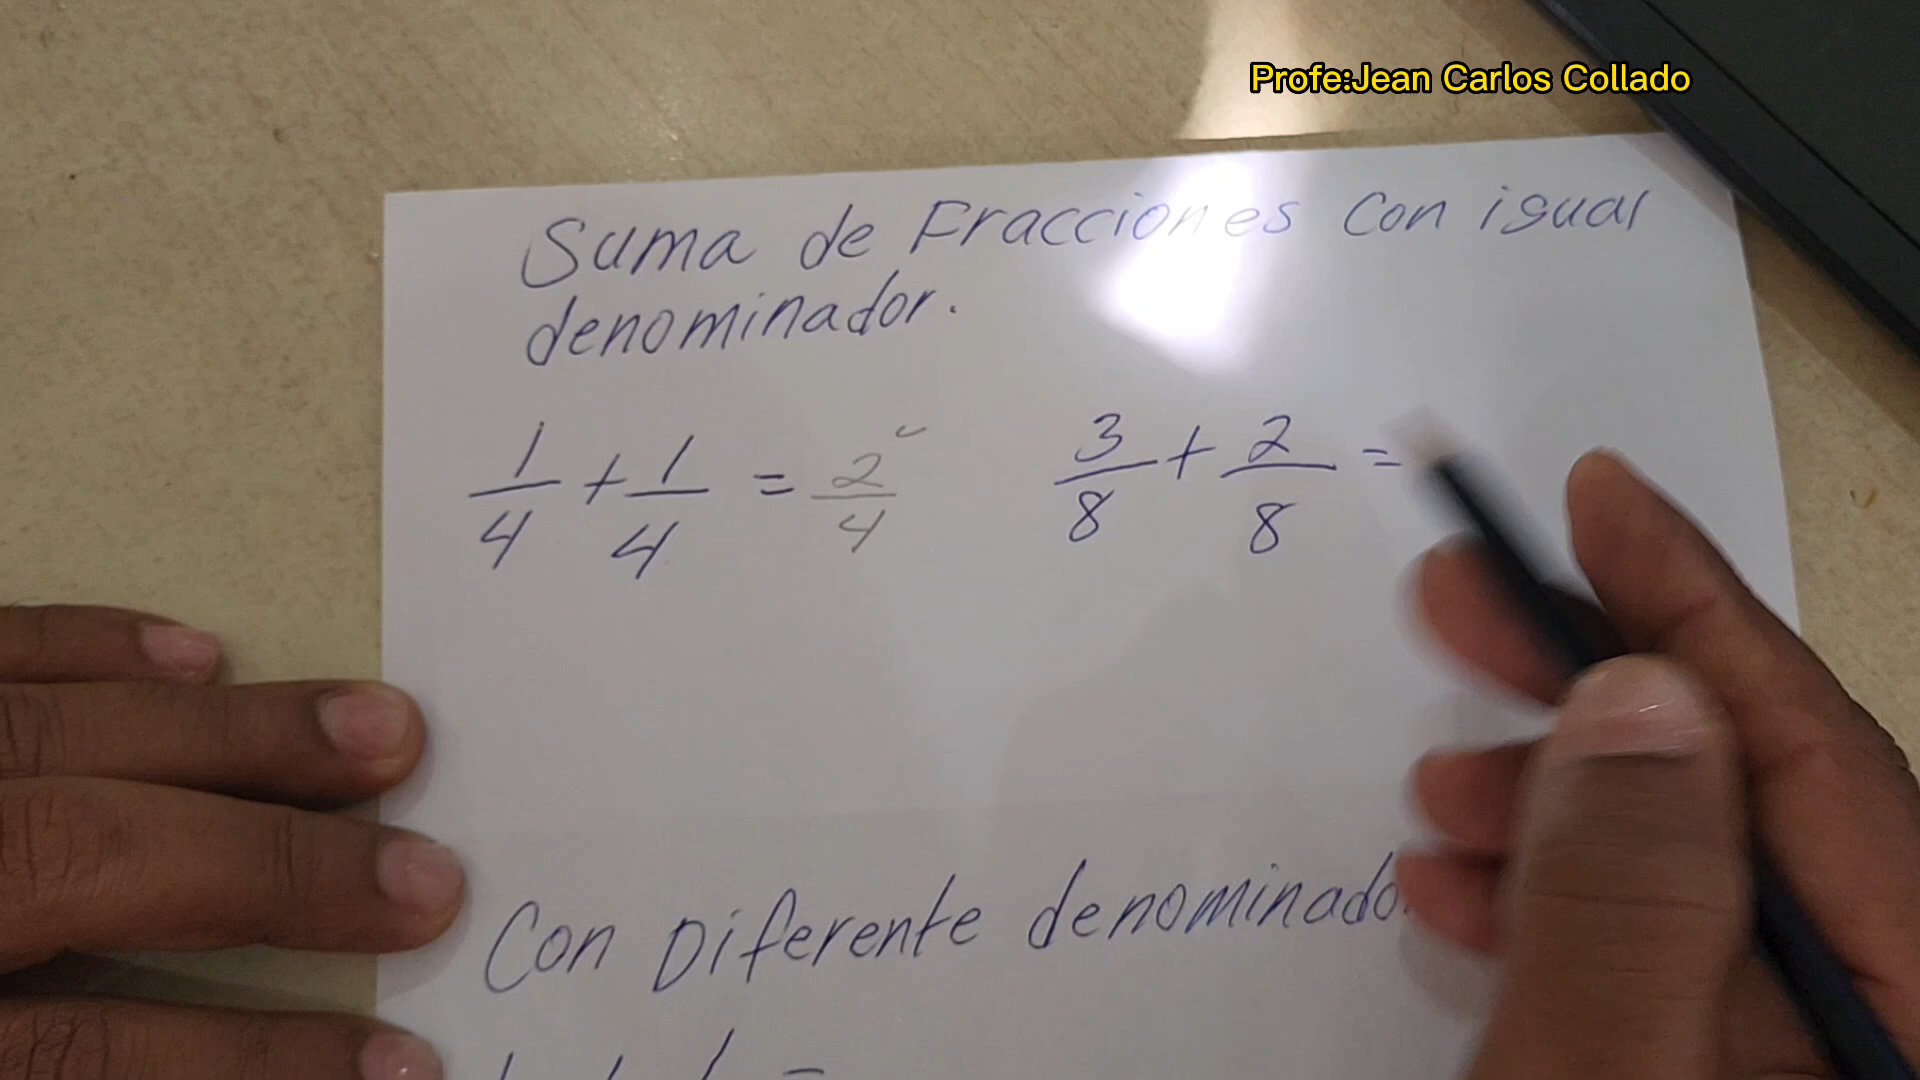 Profe:Jean Carlos Collado
Suma de Fracciones con igual
denominador.
1/4 + 1/4 = 2/4 3/8 + 2/8 =
Con Diferente denominado